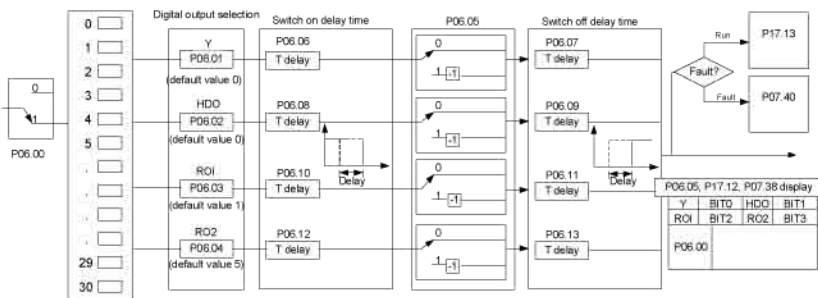 Digital output selection
Switch on delay time
P06.05
Switch off delay time
0
1
2
3
4
5
.
.
.
.
29
30
0
1
P06.00
Y
P06.01
(default value 0)
HDO
P06.02
(default value 0)
ROI
P06.03
(default value 1)
RO2
P06.04
(default value 5)
P06.06
T delay
P06.08
T delay
Delay
P06.10
T delay
P06.12
T delay
0
1 -1
0
1 -1
0
1 -1
0
1 -1
P06.07
T delay
P06.09
T delay
Delay
P06.11
T delay
P06.13
T delay
Run
P17.13
Fault?
Fault
P07.40
P06.05, P17.12, P07.38 display
Y BIT0 HDO BIT1
ROI BIT2 RO2 BIT3
P06.00